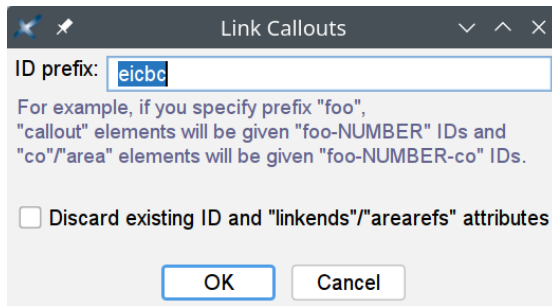 Link Callouts
ID prefix: eicbc
For example, if you specify prefix "foo",
"callout" elements will be given "foo-NUMBER" IDs and
"co"/"area" elements will be given "foo-NUMBER-co" IDs.
Discard existing ID and "linkends"/"arearefs" attributes
OK Cancel